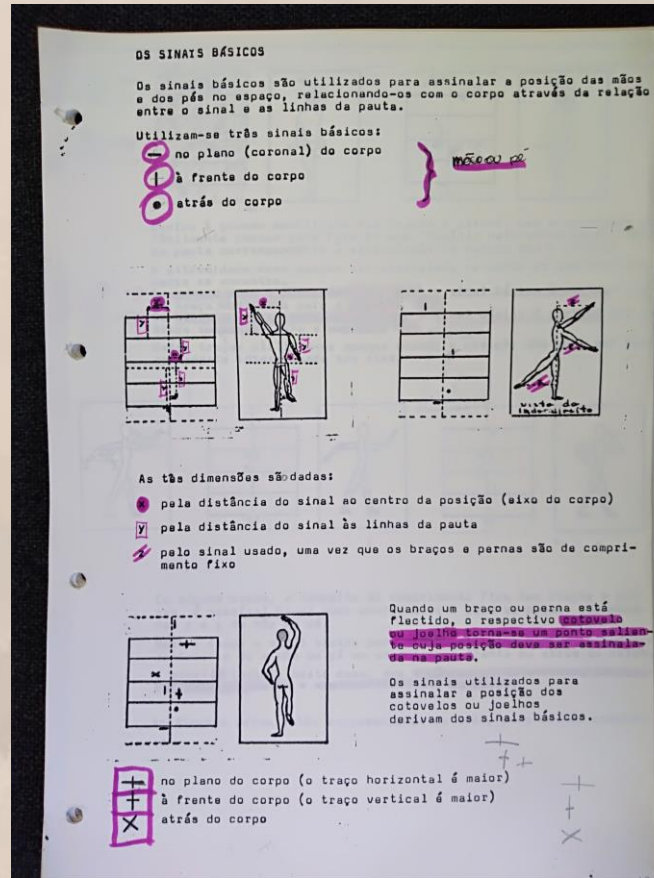 OS SINAIS BÁSICOS
Os sinais básicos são utilizados para assinalar a posição das mãos
e dos pés no espaço, relacionando-os com o corpo através da relação
entre o sinal e as linhas da pauta.
Utilizam-se três sinais básicos:
— no plano (coronal) do corpo
| à frente do corpo
• atrás do corpo
mão ou pé
x
y
y
x
y
x
y
x
y
y
z
z
z
vista do
lado direito
As tês dimensões são dadas:
x pela distância do sinal ao centro da posição (eixo do corpo)
y pela distância do sinal às linhas da pauta
z pelo sinal usado, uma vez que os braços e pernas são de compri-
mento fixo
Quando um braço ou perna está
flectido, o respectivo cotovelo
ou joelho torna-se um ponto salien-
te cuja posição deve ser assinala-
da na pauta.
Os sinais utilizados para
assinalar a posição dos
cotovelos ou joelhos
derivam dos sinais básicos.
+ no plano do corpo (o traço horizontal é maior)
+ à frente do corpo (o traço vertical é maior)
X atrás do corpo